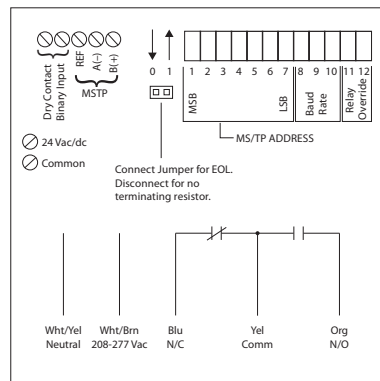 Dry Contact
Binary Input
REF
A(–)
B(+)
MSTP
0 1
1 2 3 4 5 6 7 8 9 10 11 12
MSB
LSB
Baud
Rate
Relay
Override
MS/TP ADDRESS
24 Vac/dc
Common
Connect Jumper for EOL.
Disconnect for no
terminating resistor.
Wht/Yel
Neutral
Wht/Brn
208-277 Vac
Blu
N/C
Yel
Comm
Org
N/O